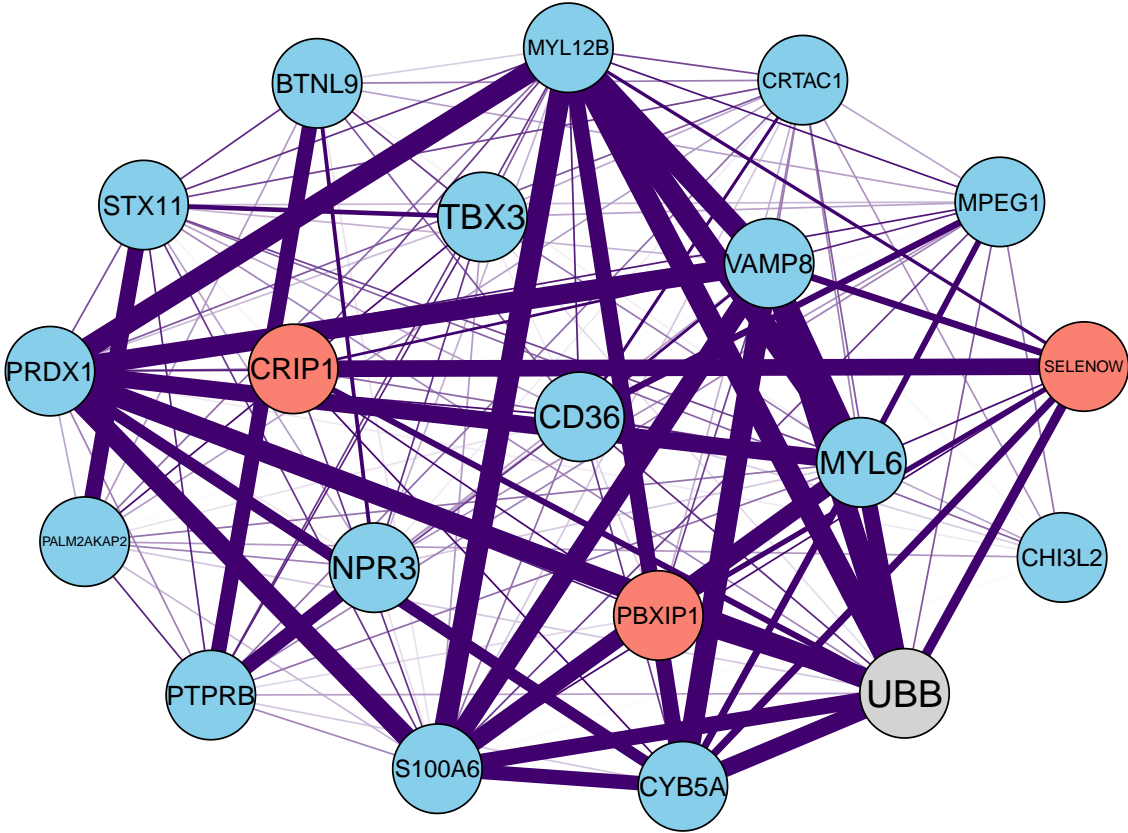 MYL12B
BTNL9
CRTAC1
STX11
TBX3
MPEG1
VAMP8
PRDX1
CRIP1
SELENOW
CD36
MYL6
PALM2AKAP2
NPR3
CHI3L2
PBXIP1
PTPRB
UBB
S100A6
CYB5A